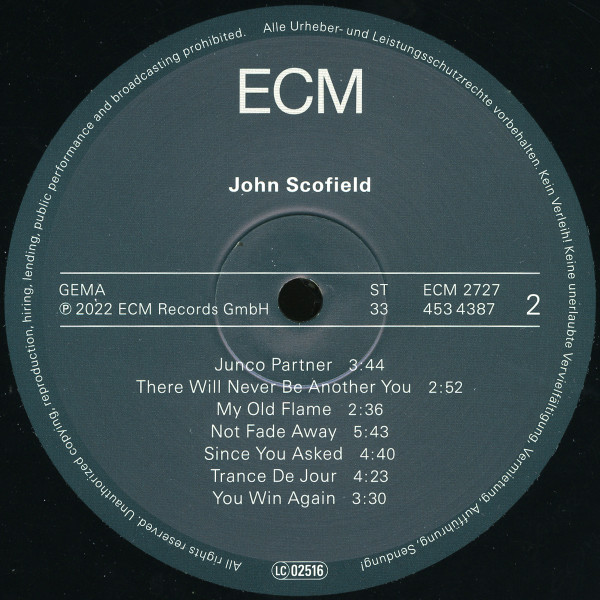 Alle Urheber- und Leistungsschutzrechte vorbehalten. Kein Verleih! Keine unerlaubte Vervielfältigung, Vermietung, Aufführung, Sendung!
ECM
John Scofield
GEMA ST ECM 2727
℗ 2022 ECM Records GmbH 33 453 4387 2
Junco Partner 3:44
There Will Never Be Another You 2:52
My Old Flame 2:36
Not Fade Away 5:43
Since You Asked 4:40
Trance De Jour 4:23
You Win Again 3:30
LC 02516
All rights reserved. Unauthorized copying, reproduction, hiring, lending, public performance and broadcasting prohibited.